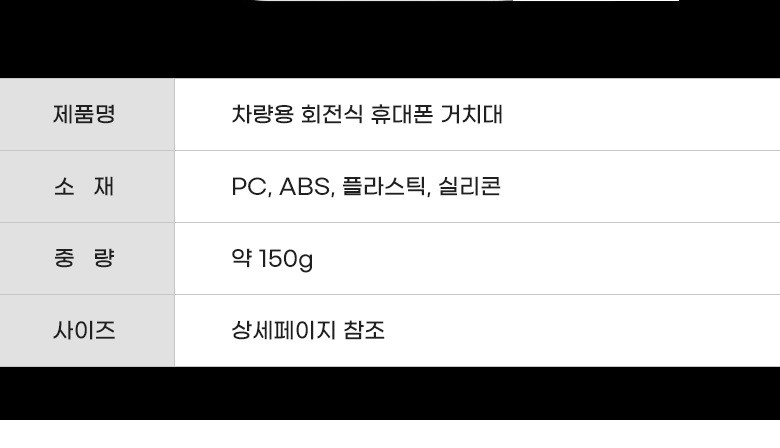 제품명 차량용 회전식 휴대폰 거치대
소 재 PC, ABS, 플라스틱, 실리콘
중 량 약 150g
사이즈 상세페이지 참조